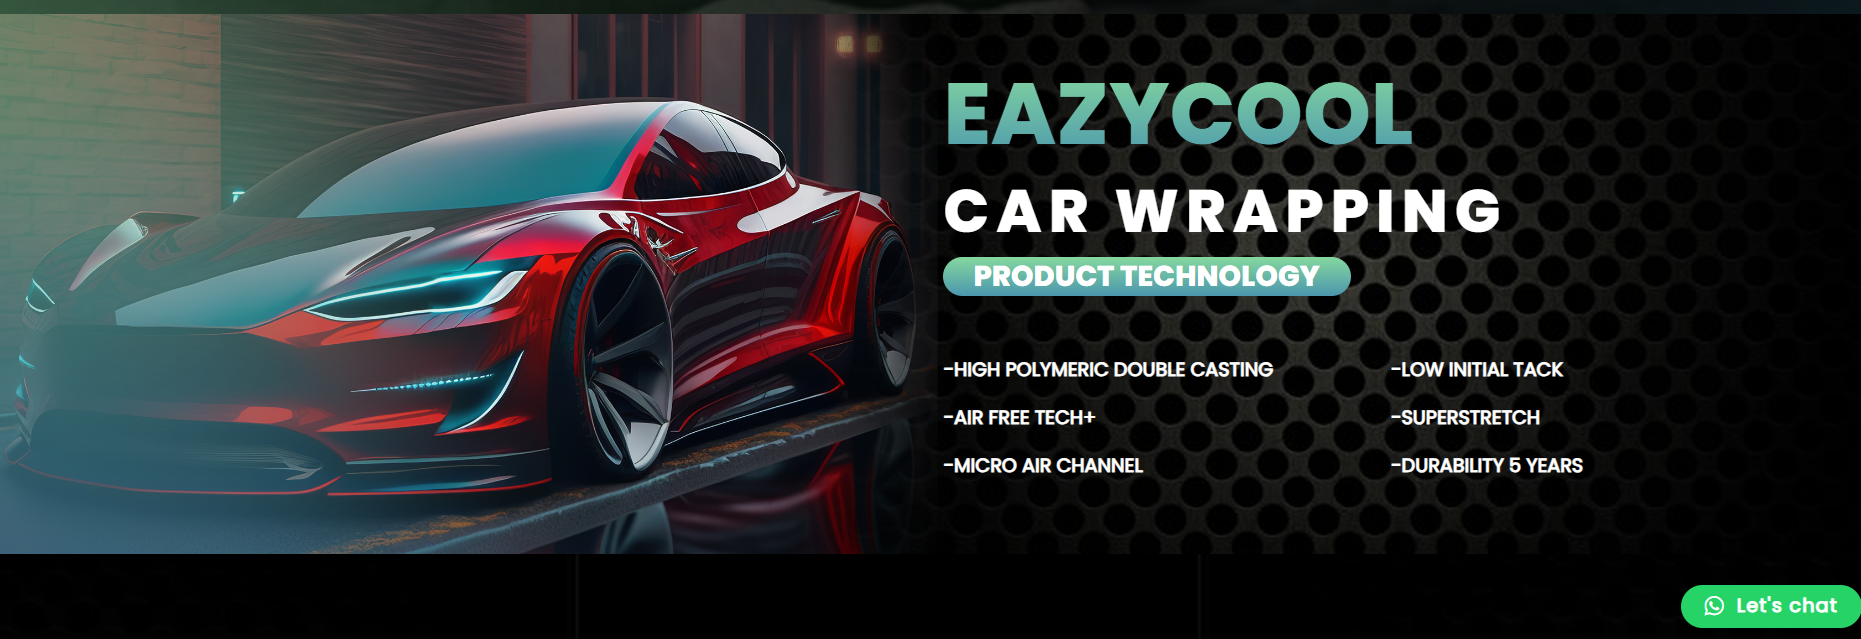 EAZYCOOL
CAR WRAPPING
PRODUCT TECHNOLOGY
-HIGH POLYMERIC DOUBLE CASTING
-LOW INITIAL TACK
-AIR FREE TECH+
-SUPERSTRETCH
-MICRO AIR CHANNEL
-DURABILITY 5 YEARS
Let's chat